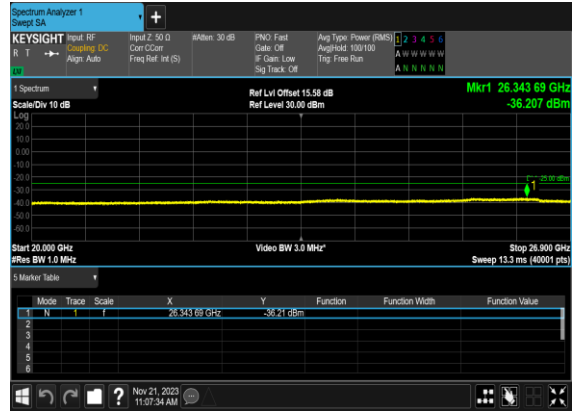 Spectrum Analyzer 1
Swept SA
+
KEYSIGHT
R T
Input: RF
Coupling: DC
Align: Auto
Input Z: 50 Ω
Corr CCorr
Freq Ref: Int (S)
#Atten: 30 dB
PNO: Fast
Gate: Off
IF Gain: Low
Sig Track: Off
Avg Type: Power (RMS)
Avg|Hold: 100/100
Trig: Free Run
1 2 3 4 5 6
A W W W W W
A N N N N N
1 Spectrum
Scale/Div 10 dB
Ref Lvl Offset 15.58 dB
Ref Level 30.00 dBm
Mkr1 26.343 69 GHz
-36.207 dBm
Log
20.0
10.0
0.00
-10.0
-20.0
-30.0
-40.0
-50.0
-60.0
-25.00 dBm
1
Start 20.000 GHz
#Res BW 1.0 MHz
Video BW 3.0 MHz*
Stop 26.900 GHz
Sweep 13.3 ms (40001 pts)
5 Marker Table
Mode Trace Scale X Y Function Function Width Function Value
1 N 1 f 26.343 69 GHz -36.21 dBm
2
3
4
5
6
?
Nov 21, 2023
11:07:34 AM